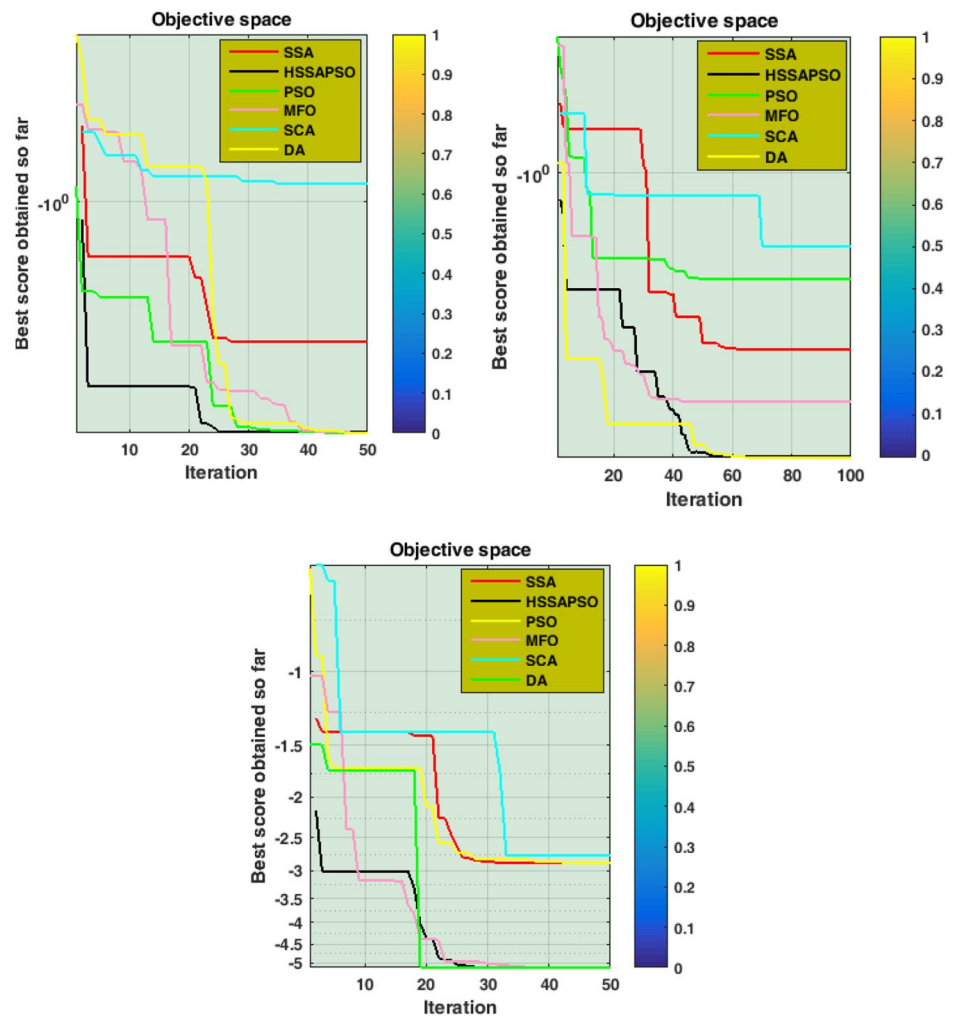 Objective space
SSA
HSSAPSO
PSO
MFO
SCA
DA
Best score obtained so far
-10⁰
10 20 30 40 50
Iteration
1
0.9
0.8
0.7
0.6
0.5
0.4
0.3
0.2
0.1
0
Objective space
SSA
HSSAPSO
PSO
MFO
SCA
DA
Best score obtained so far
-10⁰
20 40 60 80 100
Iteration
1
0.9
0.8
0.7
0.6
0.5
0.4
0.3
0.2
0.1
0
Objective space
SSA
HSSAPSO
PSO
MFO
SCA
DA
Best score obtained so far
-1
-1.5
-2
-2.5
-3
-3.5
-4
-4.5
-5
10 20 30 40 50
Iteration
1
0.9
0.8
0.7
0.6
0.5
0.4
0.3
0.2
0.1
0